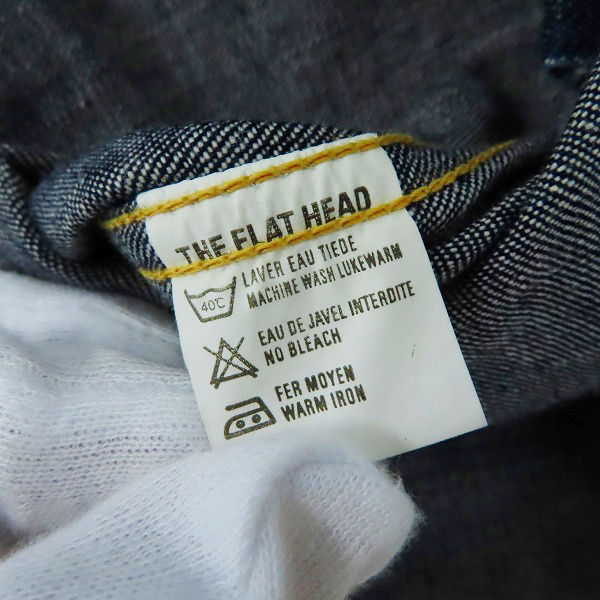 THE FLAT HEAD
40°C
LAVER EAU TIEDE
MACHINE WASH LUKEWARM
EAU DE JAVEL INTERDITE
NO BLEACH
FER MOYEN
WARM IRON